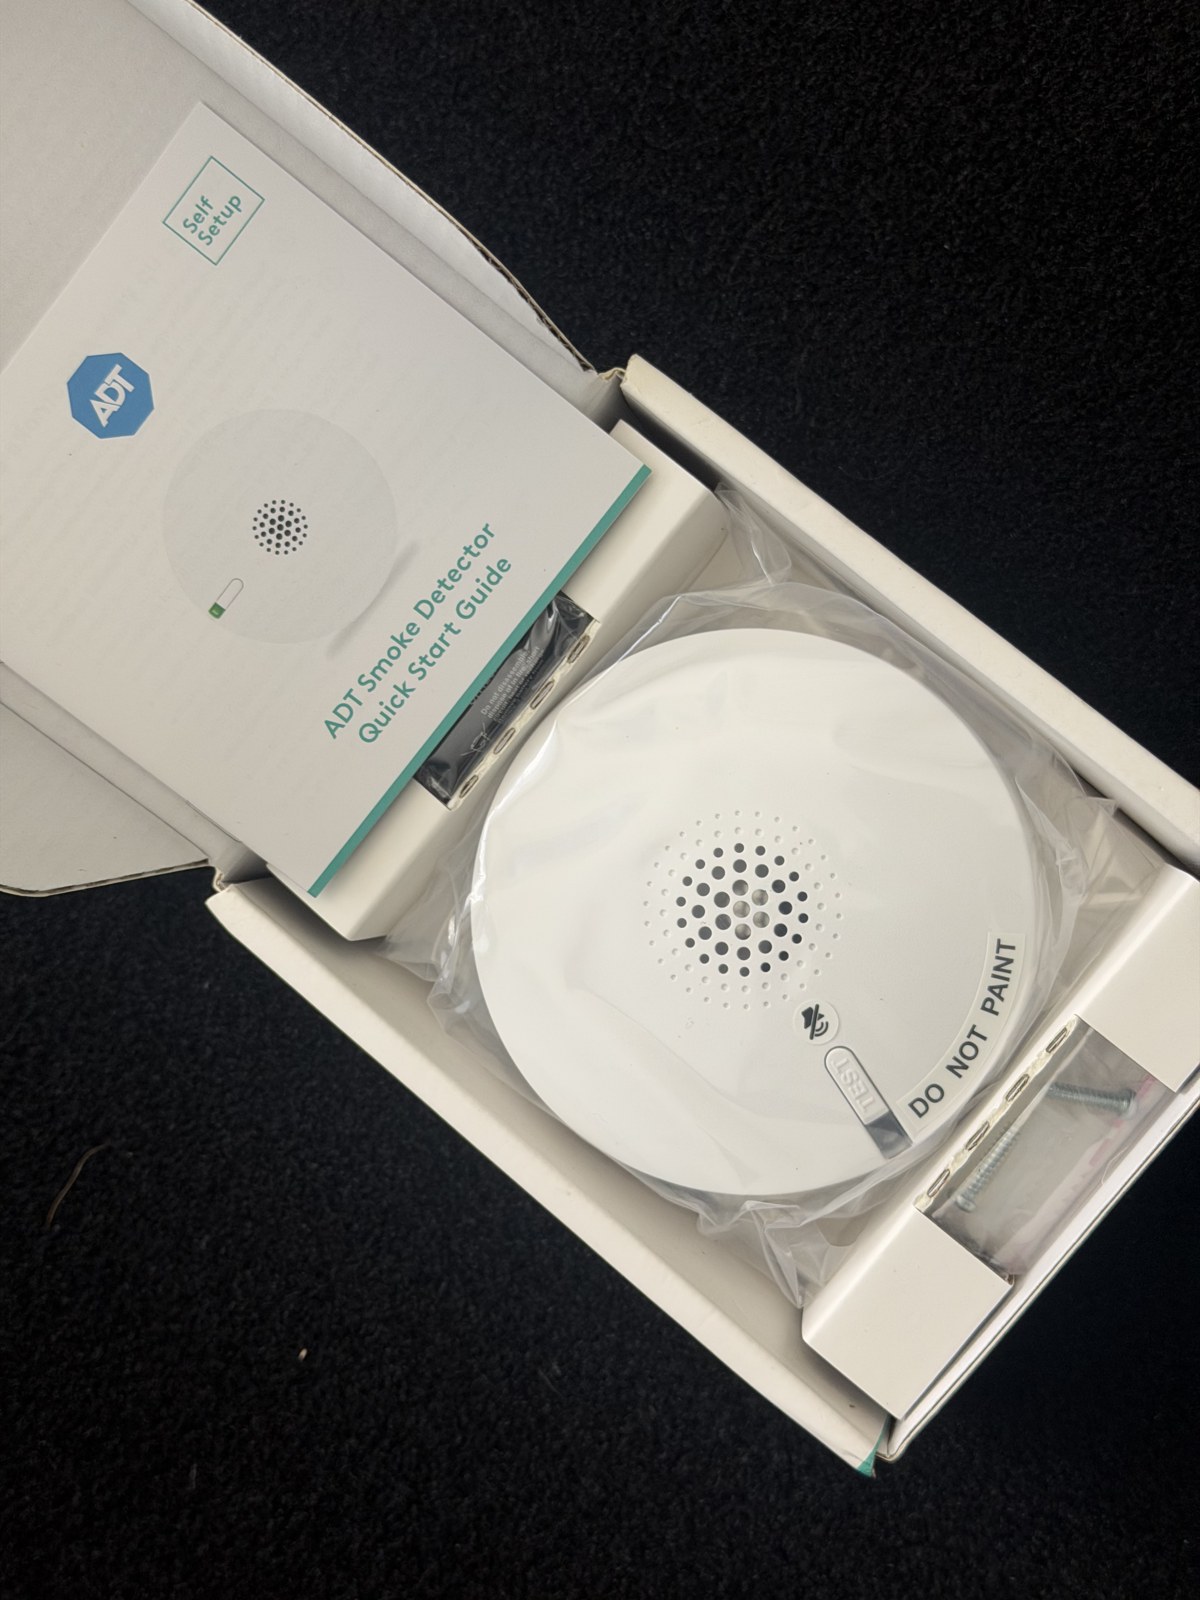 Self
Setup
ADT
ADT Smoke Detector
Quick Start Guide
TEST
DO NOT PAINT